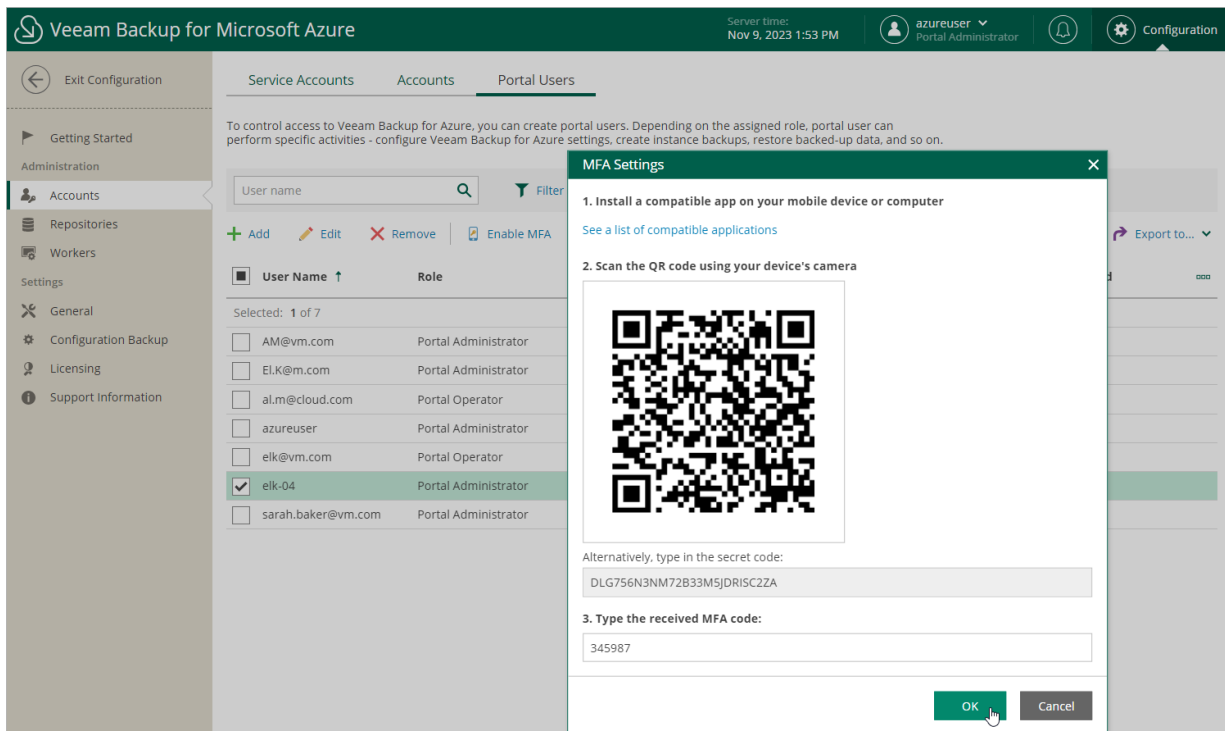 Veeam Backup for Microsoft Azure
Server time:
Nov 9, 2023 1:53 PM
azureuser
Portal Administrator
Configuration
Exit Configuration
Getting Started
Administration
Accounts
Repositories
Workers
Settings
General
Configuration Backup
Licensing
Support Information
Service Accounts Accounts Portal Users
To control access to Veeam Backup for Azure, you can create portal users. Depending on the assigned role, portal user can
perform specific activities - configure Veeam Backup for Azure settings, create instance backups, restore backed-up data, and so on.
User name Filter
Add Edit Remove Enable MFA Export to...
User Name Role
Selected: 1 of 7
AM@vm.com Portal Administrator
El.K@m.com Portal Administrator
al.m@cloud.com Portal Operator
azureuser Portal Administrator
elk@vm.com Portal Operator
elk-04 Portal Administrator
sarah.baker@vm.com Portal Administrator
MFA Settings
1. Install a compatible app on your mobile device or computer
See a list of compatible applications
2. Scan the QR code using your device's camera
Alternatively, type in the secret code:
DLG756N3NM72B33M5JDRISC2ZA
3. Type the received MFA code:
345987
OK Cancel